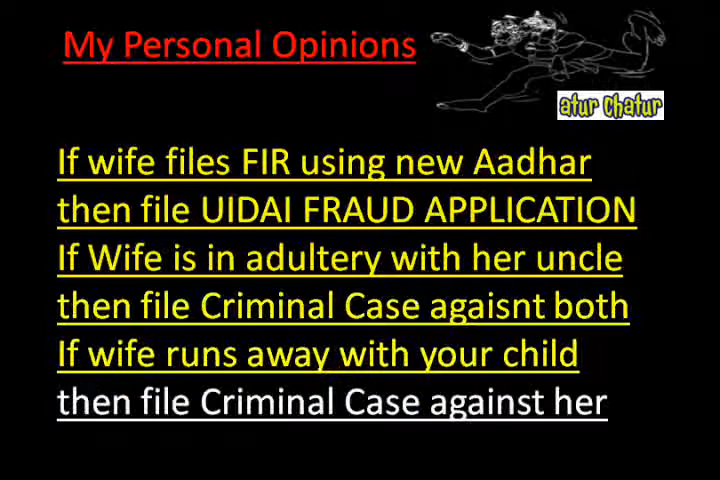 My Personal Opinions
atur chatur
If wife files FIR using new Aadhar
then file UIDAI FRAUD APPLICATION
If Wife is in adultery with her uncle
then file Criminal Case agaisnt both
If wife runs away with your child
then file Criminal Case against her